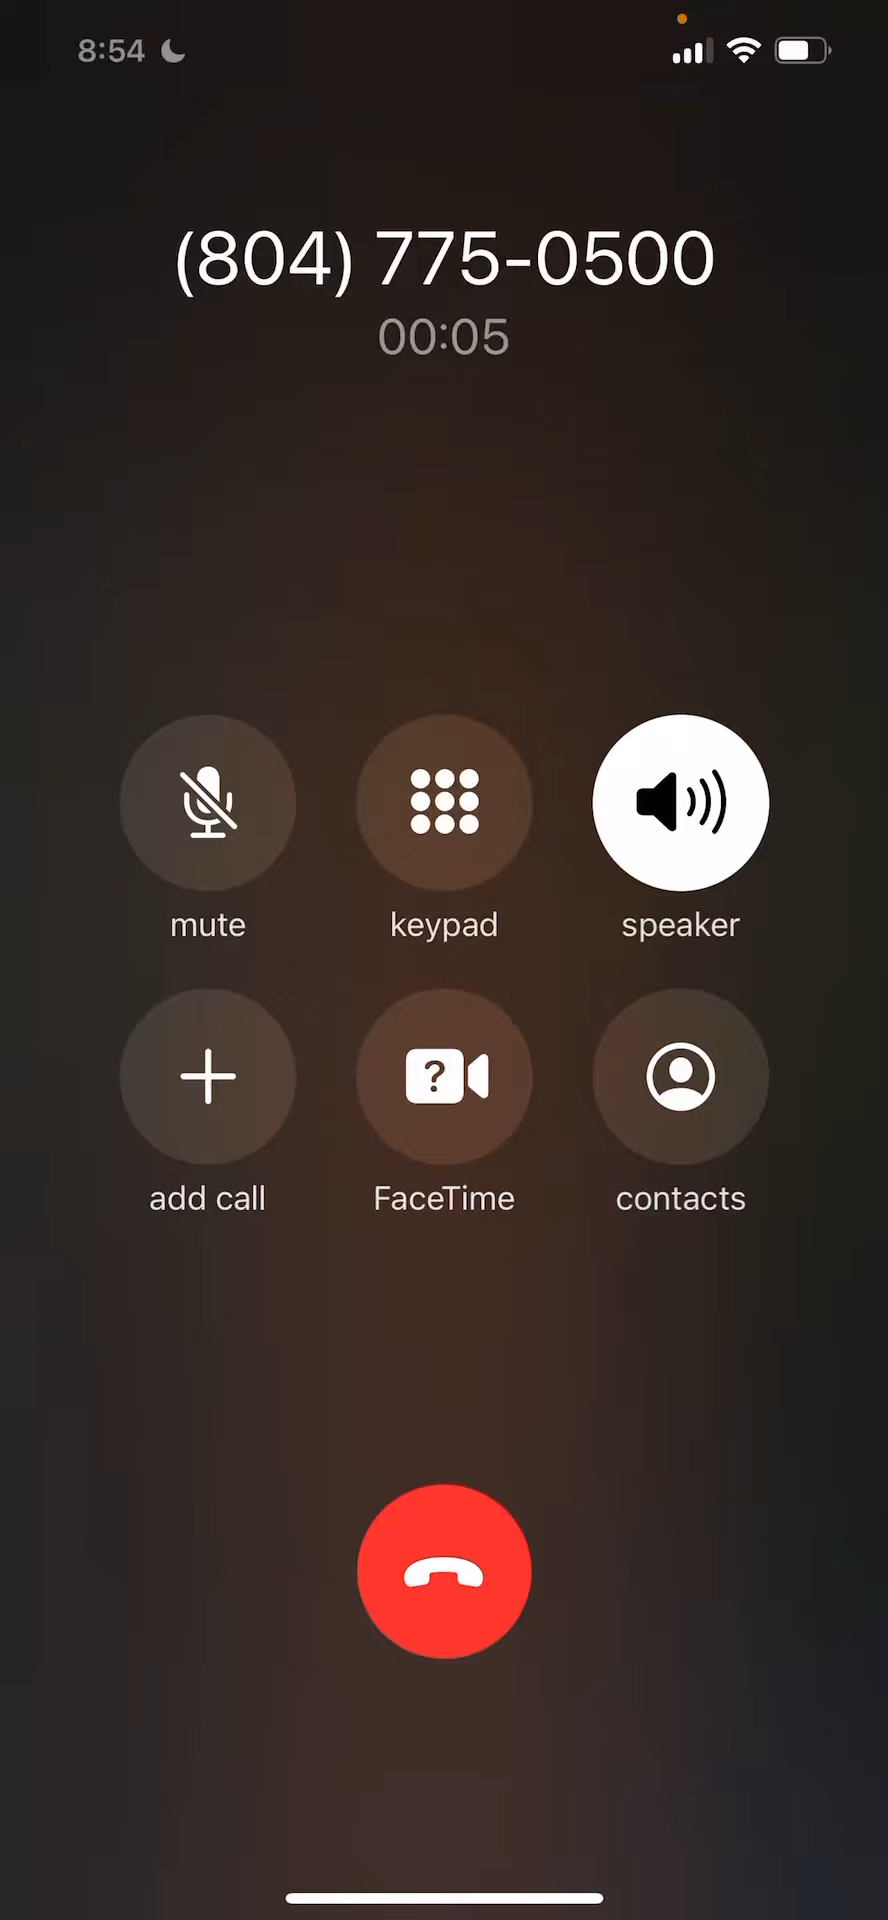 8:54
(804) 775-0500
00:05
mute
keypad
speaker
?
add call
FaceTime
contacts